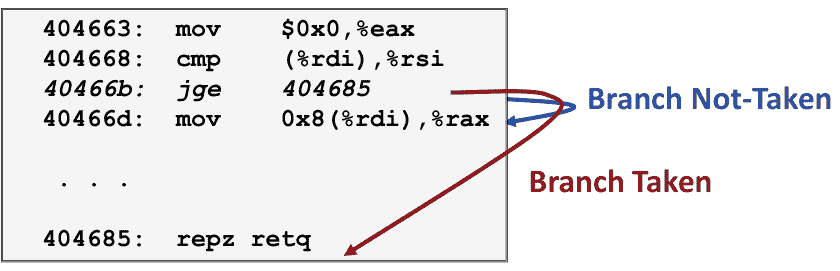 404663: mov $0x0,%eax
404668: cmp (%rdi),%rsi
40466b: jge 404685
40466d: mov 0x8(%rdi),%rax
Branch Not-Taken
. . .
Branch Taken
404685: repz retq